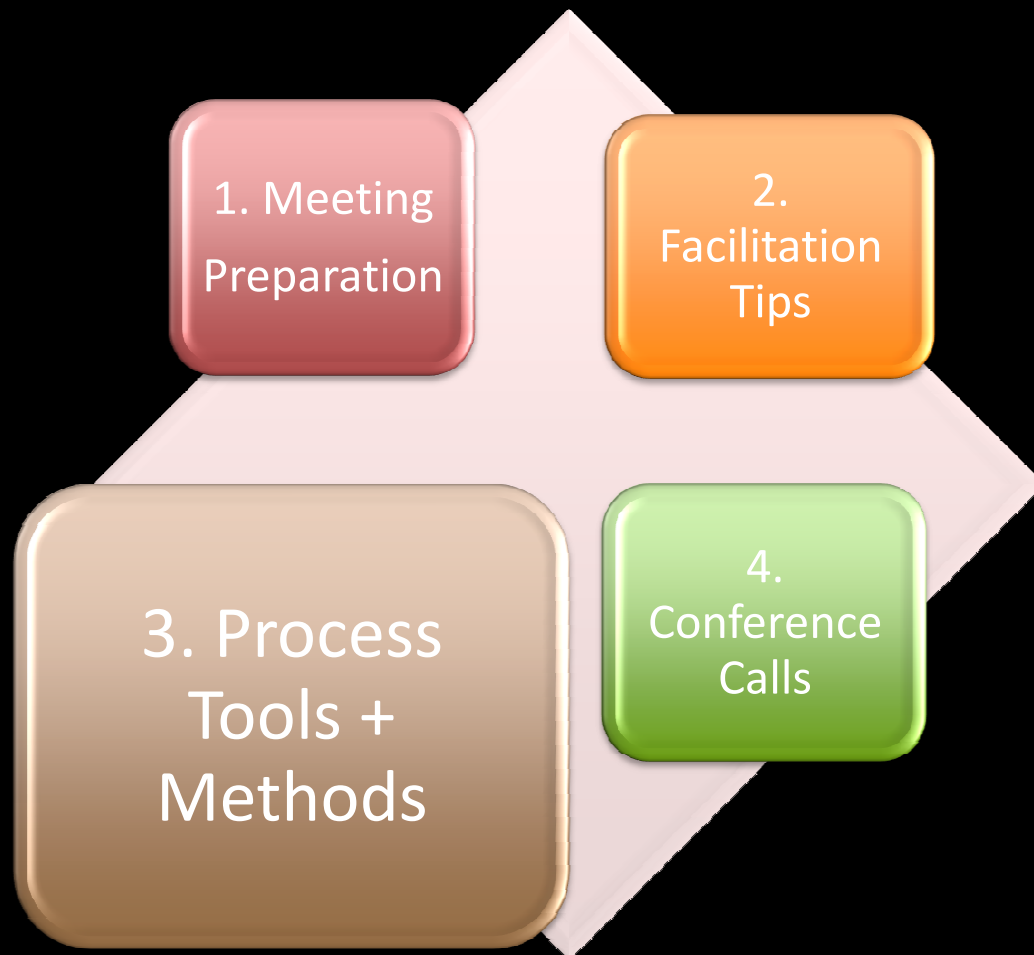 1. Meeting
Preparation
2.
Facilitation
Tips
3. Process
Tools +
Methods
4.
Conference
Calls